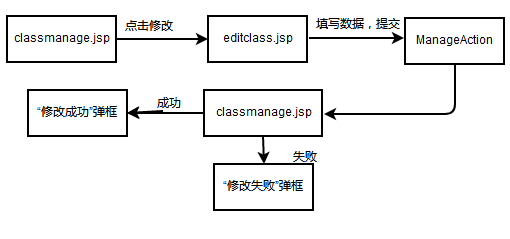 classmanage.jsp
点击修改
editclass.jsp
填写数据，提交
ManageAction
“修改成功”弹框
成功
classmanage.jsp
失败
“修改失败”弹框